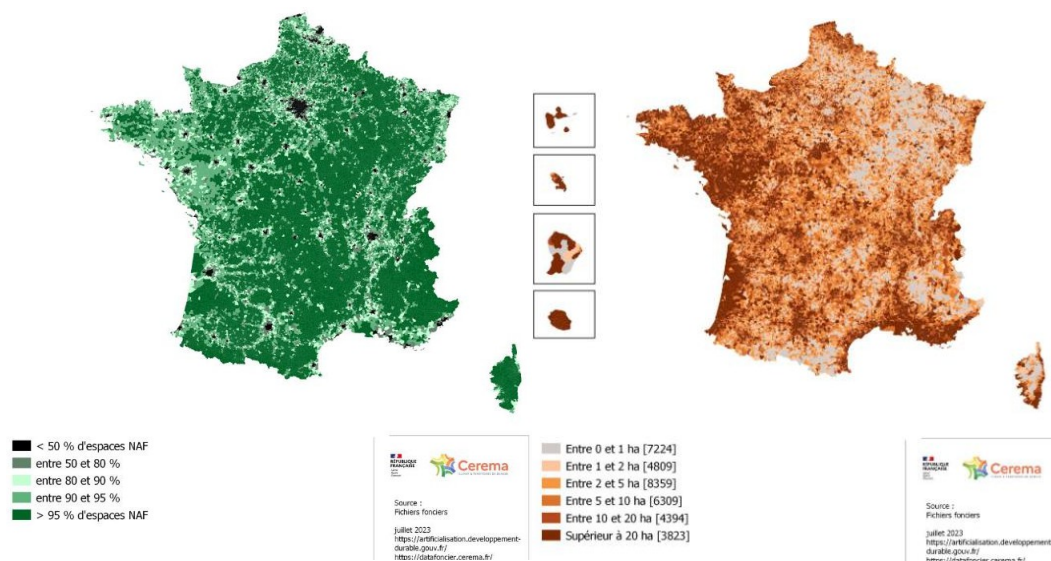 < 50 % d'espaces NAF
entre 50 et 80 %
entre 80 et 90 %
entre 90 et 95 %
> 95 % d'espaces NAF
RÉPUBLIQUE
FRANÇAISE
Cerema
Source :
Fichiers fonciers
juillet 2023
https://artificialisation.developpement-
durable.gouv.fr/
https://datafoncier.cerema.fr/
Entre 0 et 1 ha [7224]
Entre 1 et 2 ha [4809]
Entre 2 et 5 ha [8359]
Entre 5 et 10 ha [6309]
Entre 10 et 20 ha [4394]
Supérieur à 20 ha [3823]
RÉPUBLIQUE
FRANÇAISE
Cerema
Source :
Fichiers fonciers
juillet 2023
https://artificialisation.developpement-
durable.gouv.fr/
https://datafoncier.cerema.fr/